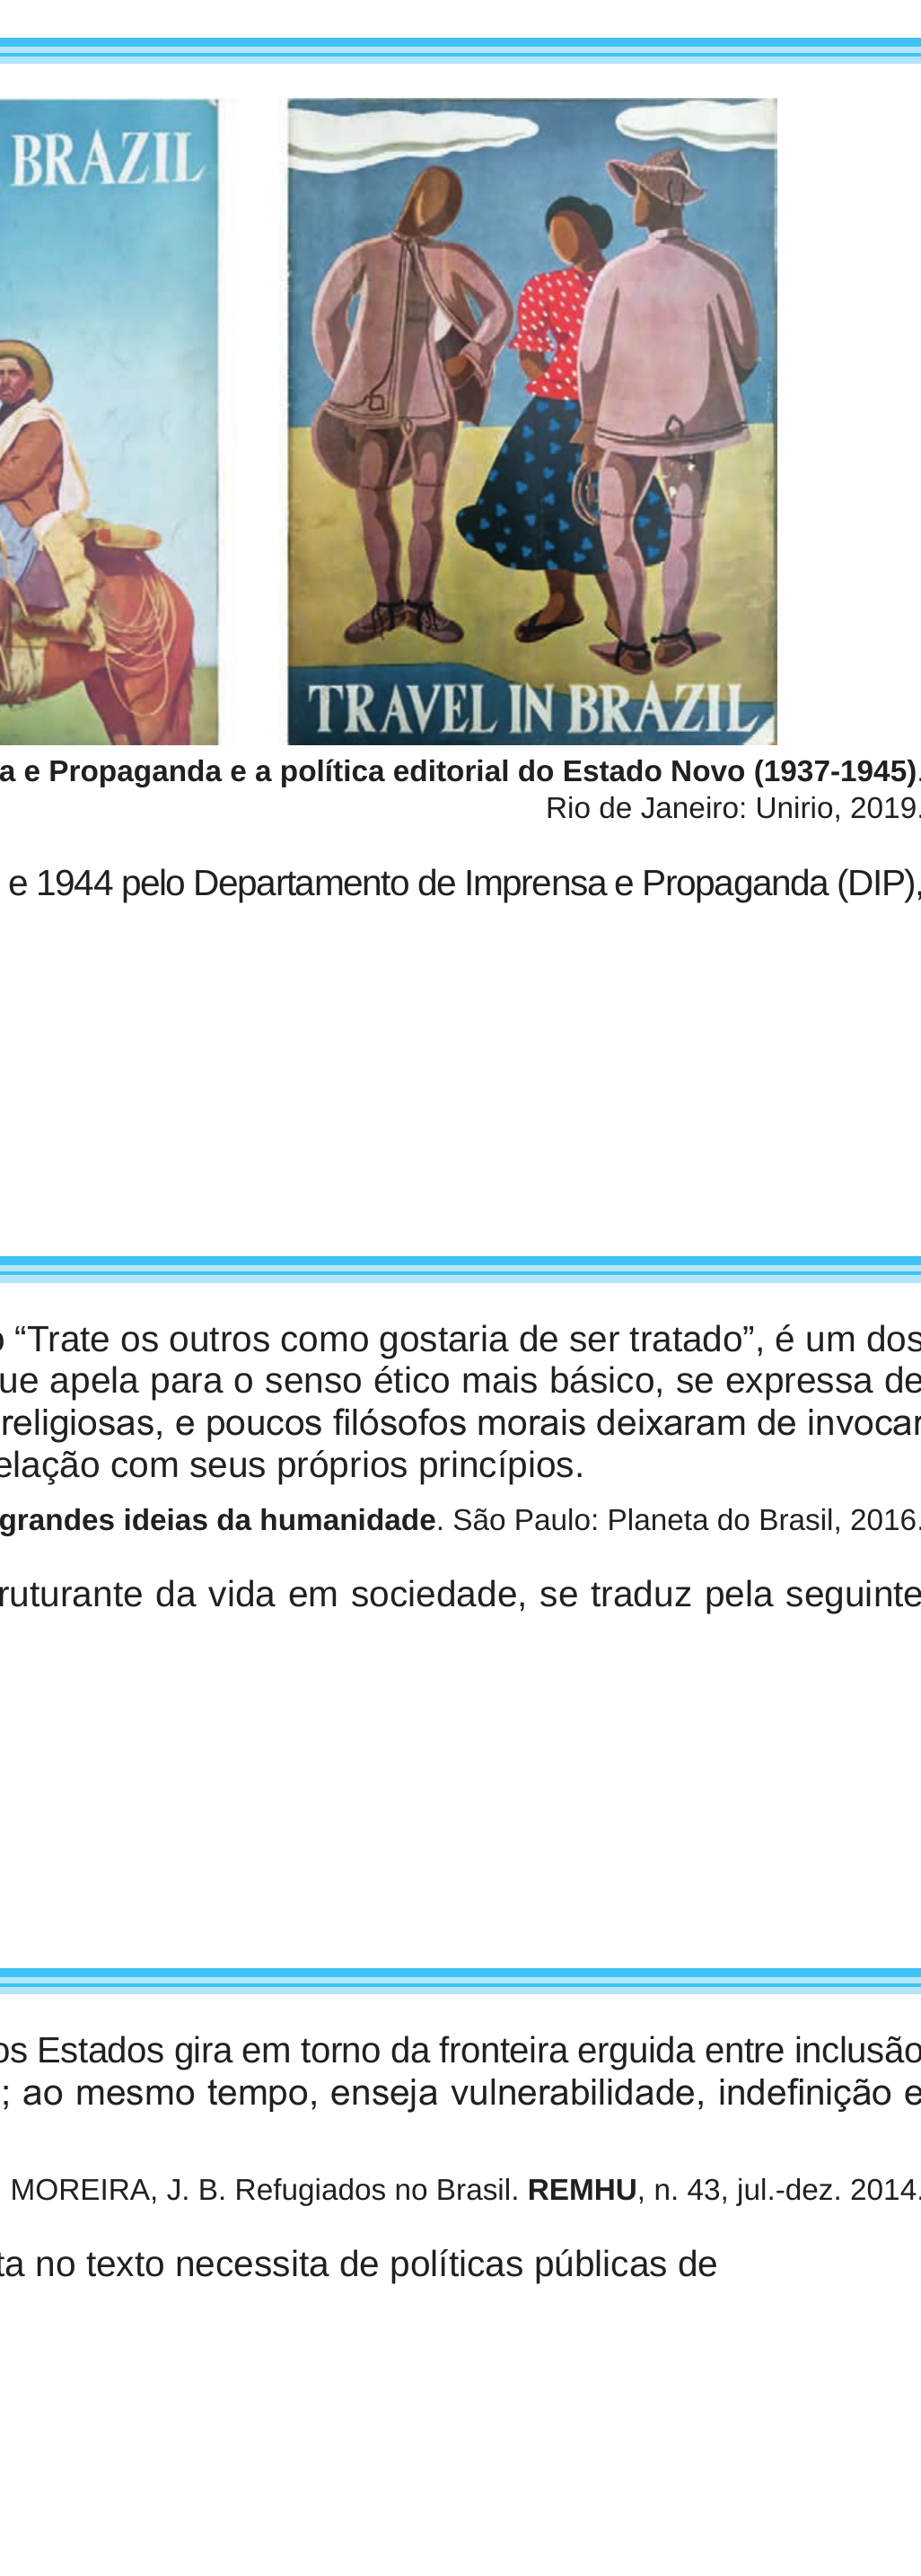 BRAZIL
TRAVEL IN BRAZIL
a e Propaganda e a política editorial do Estado Novo (1937-1945).
Rio de Janeiro: Unirio, 2019.
e 1944 pelo Departamento de Imprensa e Propaganda (DIP),
“Trate os outros como gostaria de ser tratado”, é um dos
ue apela para o senso ético mais básico, se expressa de
religiosas, e poucos filósofos morais deixaram de invocar
elação com seus próprios princípios.
grandes ideias da humanidade. São Paulo: Planeta do Brasil, 2016.
ruturante da vida em sociedade, se traduz pela seguinte
os Estados gira em torno da fronteira erguida entre inclusão
; ao mesmo tempo, enseja vulnerabilidade, indefinição e
MOREIRA, J. B. Refugiados no Brasil. REMHU, n. 43, jul.-dez. 2014.
ta no texto necessita de políticas públicas de